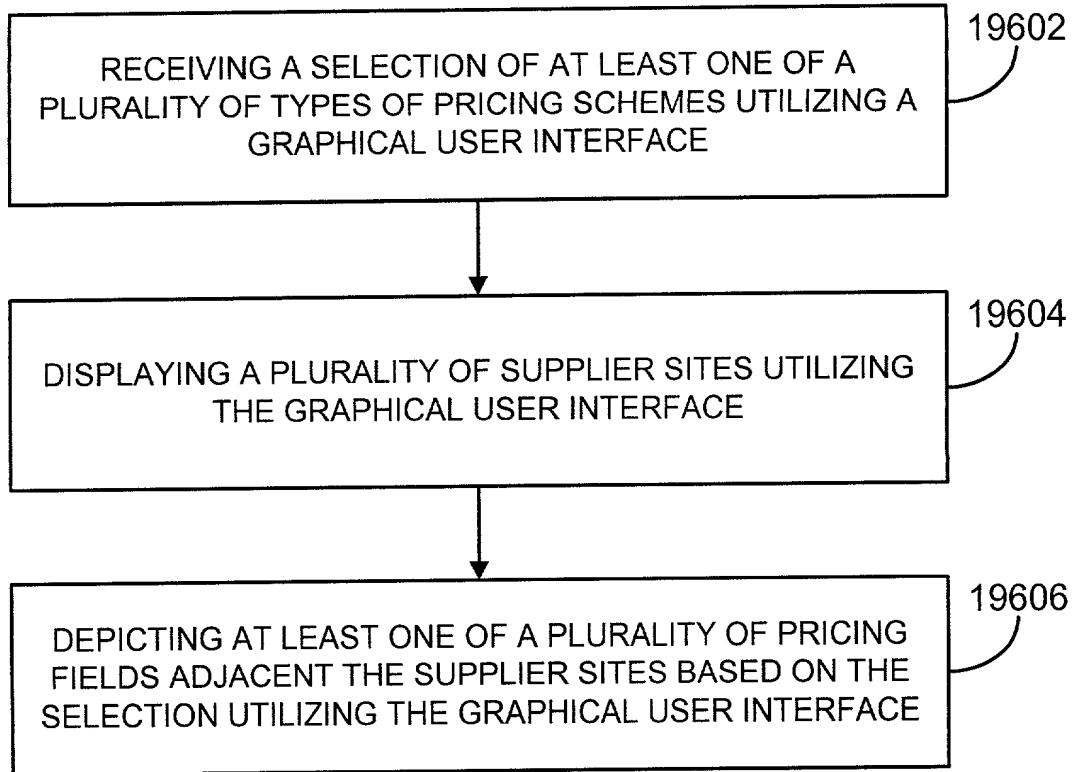 19602
RECEIVING A SELECTION OF AT LEAST ONE OF A
PLURALITY OF TYPES OF PRICING SCHEMES UTILIZING A
GRAPHICAL USER INTERFACE
19604
DISPLAYING A PLURALITY OF SUPPLIER SITES UTILIZING
THE GRAPHICAL USER INTERFACE
19606
DEPICTING AT LEAST ONE OF A PLURALITY OF PRICING
FIELDS ADJACENT THE SUPPLIER SITES BASED ON THE
SELECTION UTILIZING THE GRAPHICAL USER INTERFACE